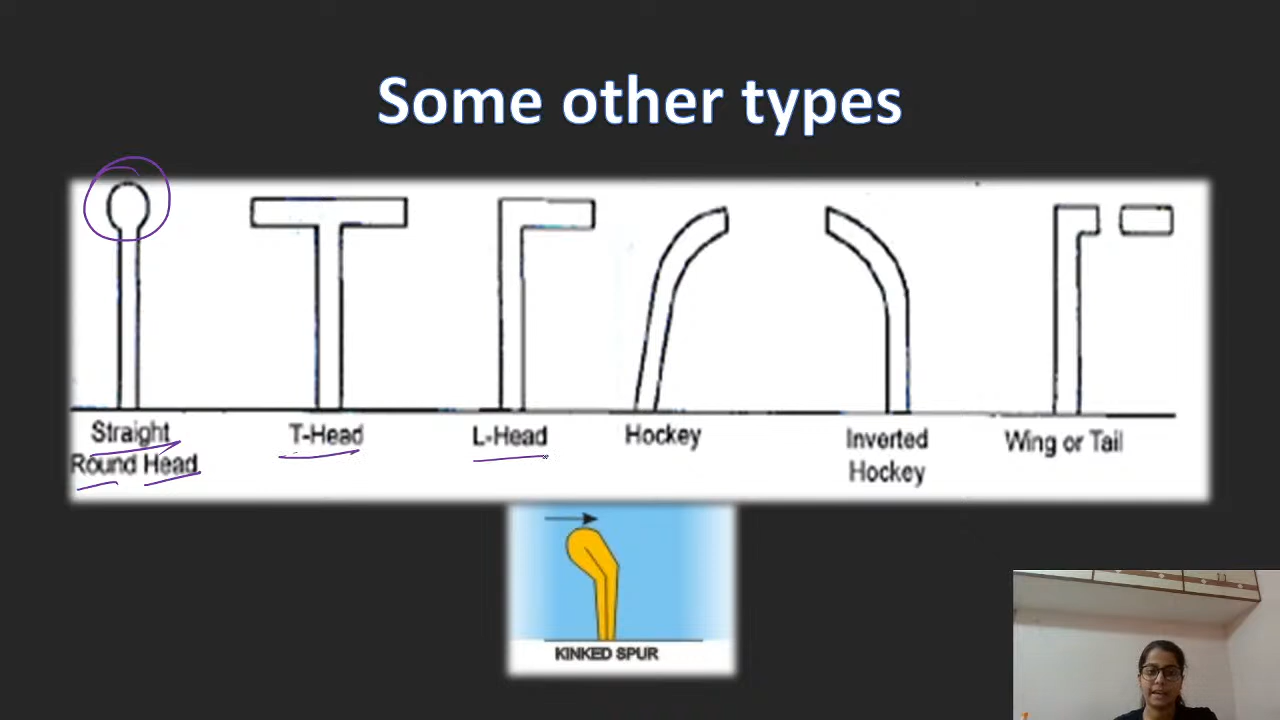 Some other types
Straight
Round Head
T-Head
L-Head
Hockey
Inverted
Hockey
Wing or Tail
KINKED SPUR